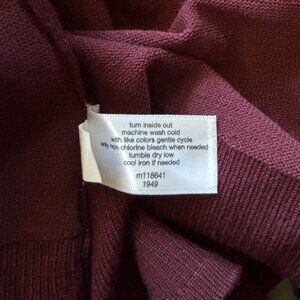 turn inside out
machine wash cold
with like colors gentle cycle
only non chlorine bleach when needed
tumble dry low
cool iron if needed
m118641
1949